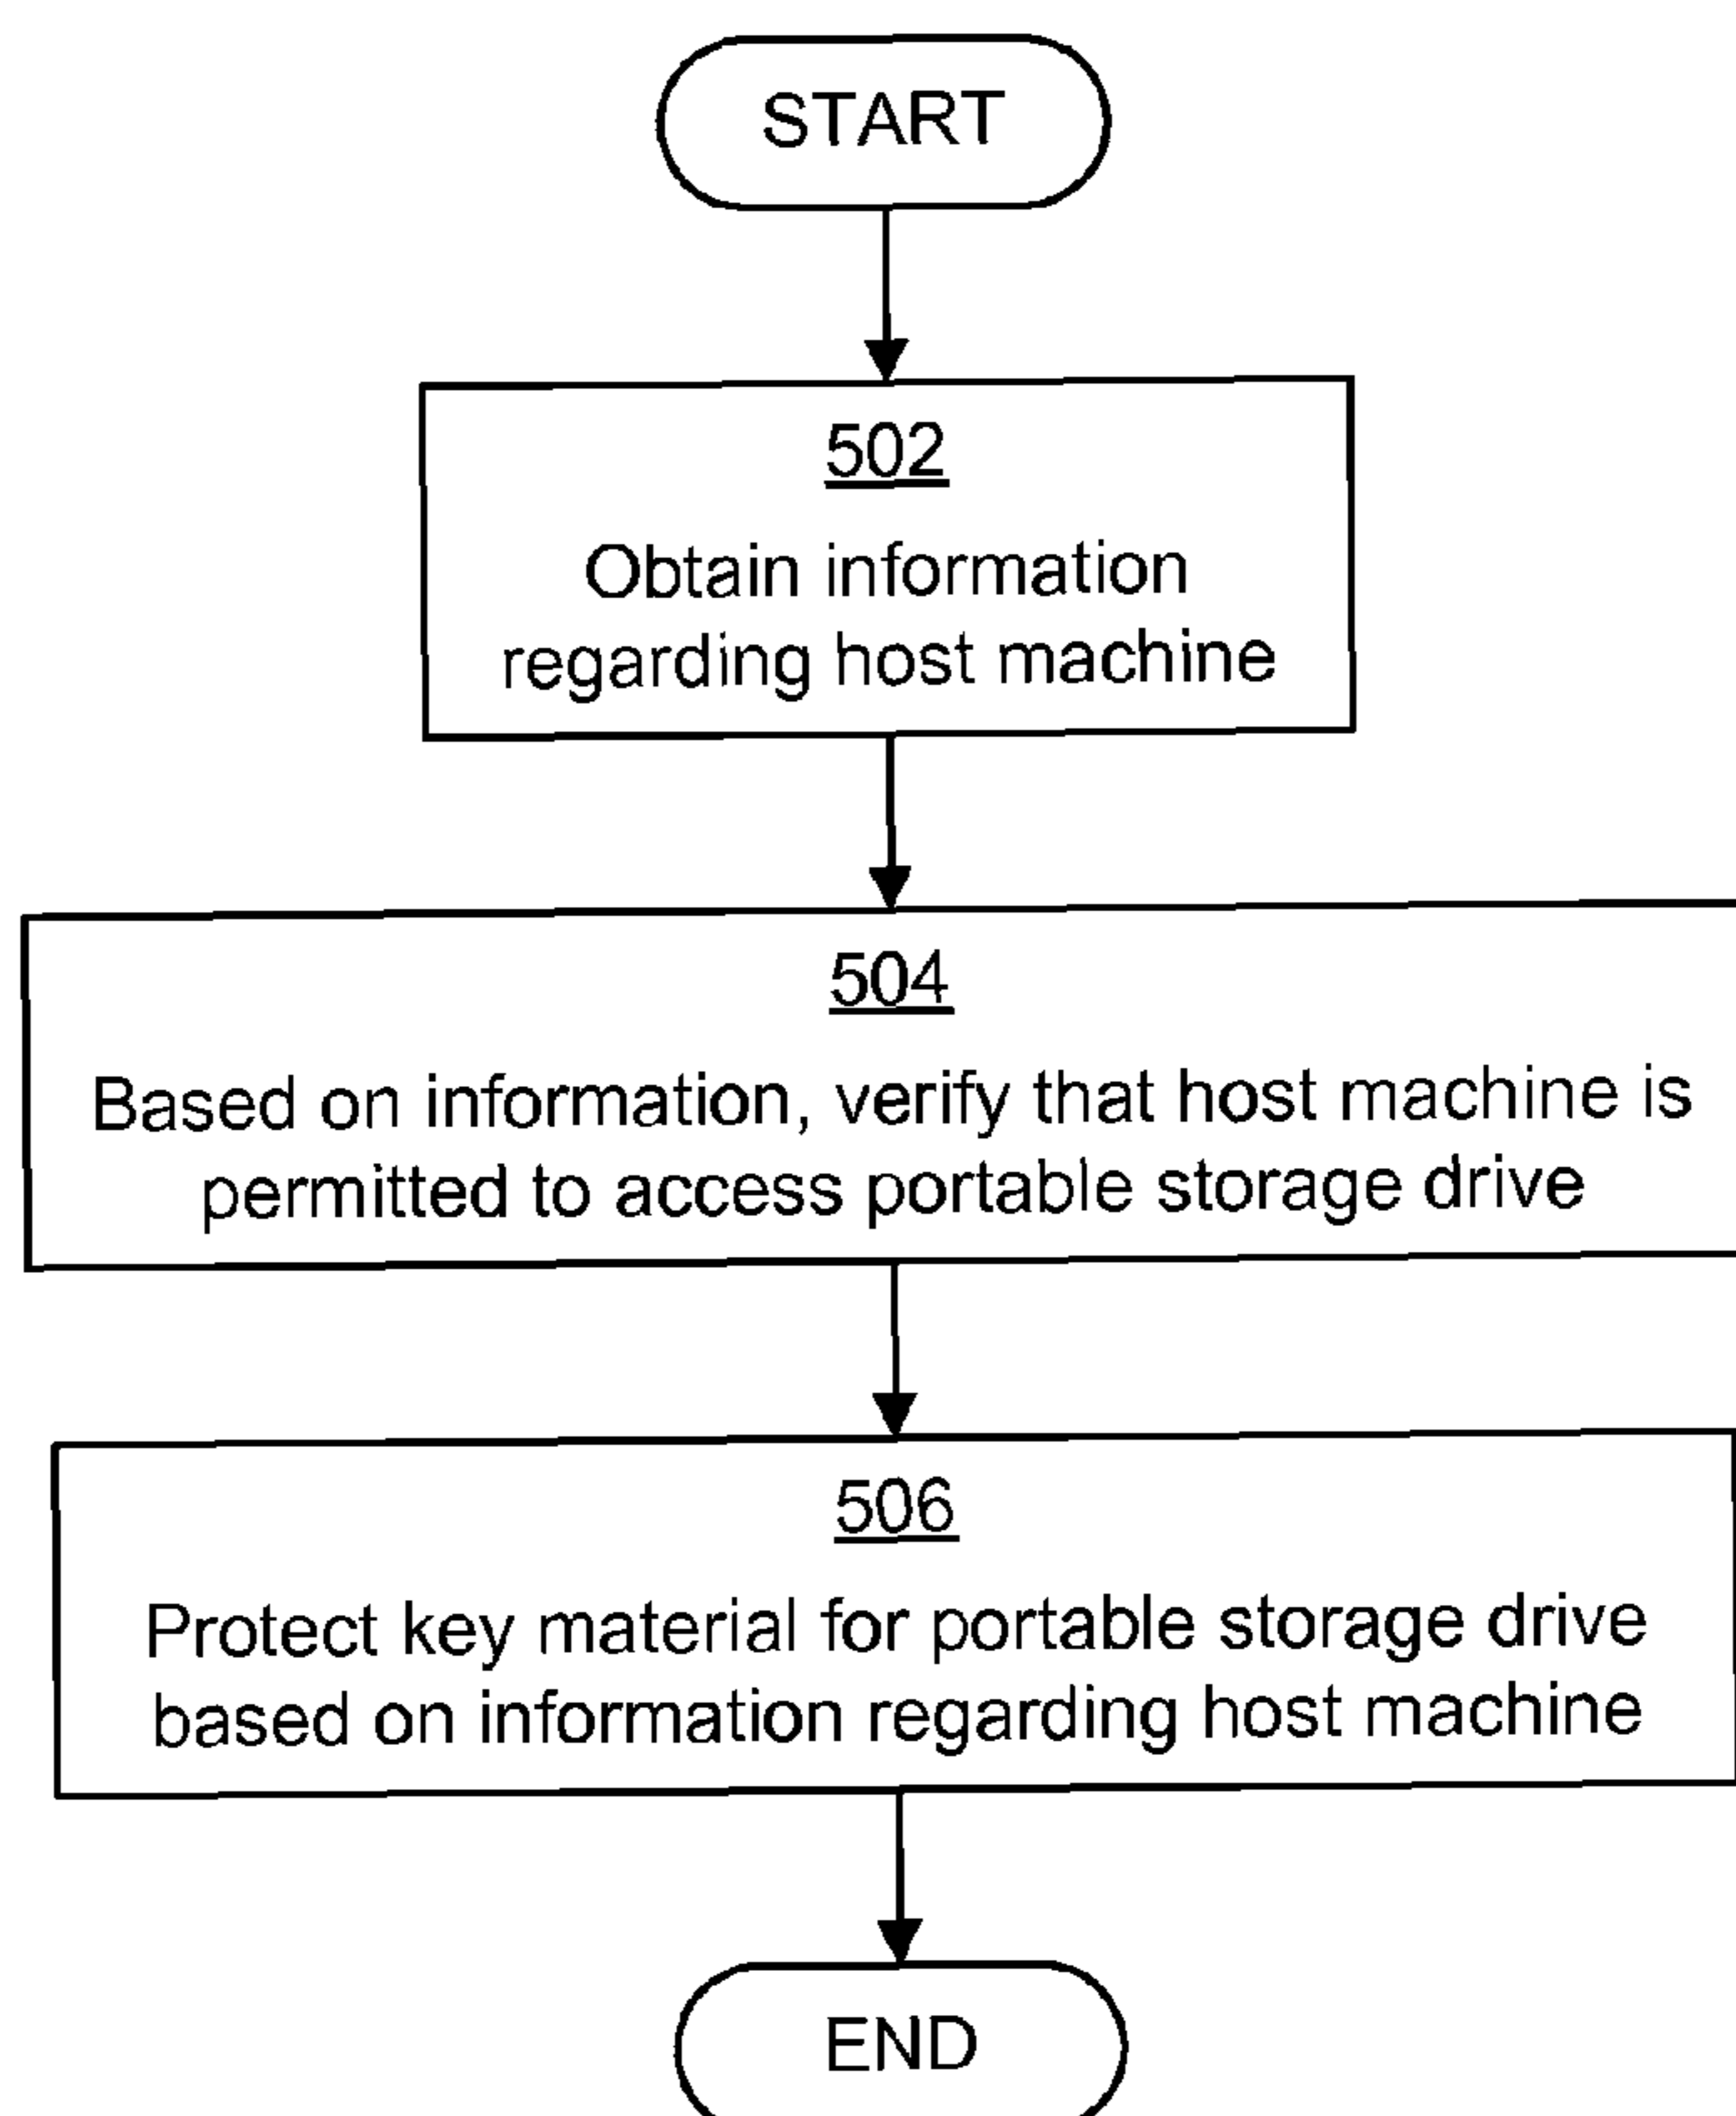 START
502
Obtain information
regarding host machine
504
Based on information, verify that host machine is
permitted to access portable storage drive
506
Protect key material for portable storage drive
based on information regarding host machine
END